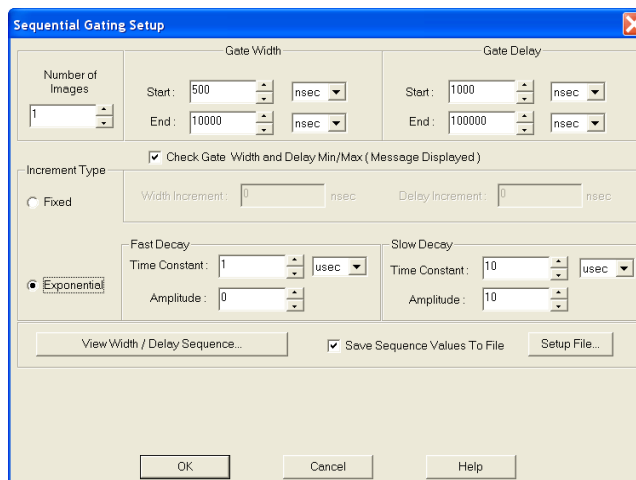 Sequential Gating Setup
Gate Width
Gate Delay
Number of
Images
1
Start: 500 nsec
Start: 1000 nsec
End: 10000 nsec
End: 100000 nsec
Check Gate Width and Delay Min/Max ( Message Displayed )
Increment Type
Fixed
Width Increment: 0 nsec
Delay Increment: 0 nsec
Fast Decay
Slow Decay
Time Constant: 1 usec
Time Constant: 10 usec
Exponential
Amplitude: 0
Amplitude: 10
View Width / Delay Sequence...
Save Sequence Values To File
Setup File...
OK
Cancel
Help